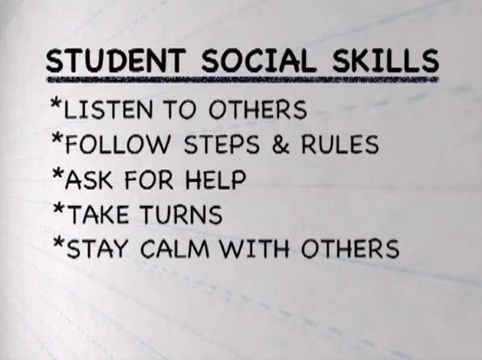 STUDENT SOCIAL SKILLS
*LISTEN TO OTHERS
*FOLLOW STEPS & RULES
*ASK FOR HELP
*TAKE TURNS
*STAY CALM WITH OTHERS